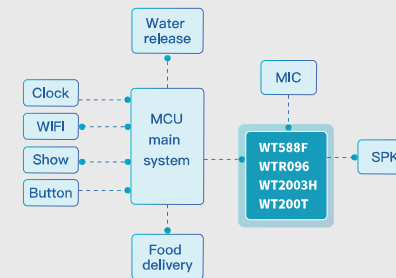 Water
release
Clock
WIFI
Show
Button
MCU
main
system
MIC
WT588F
WTR096
WT2003H
WT200T
SPK
Food
delivery